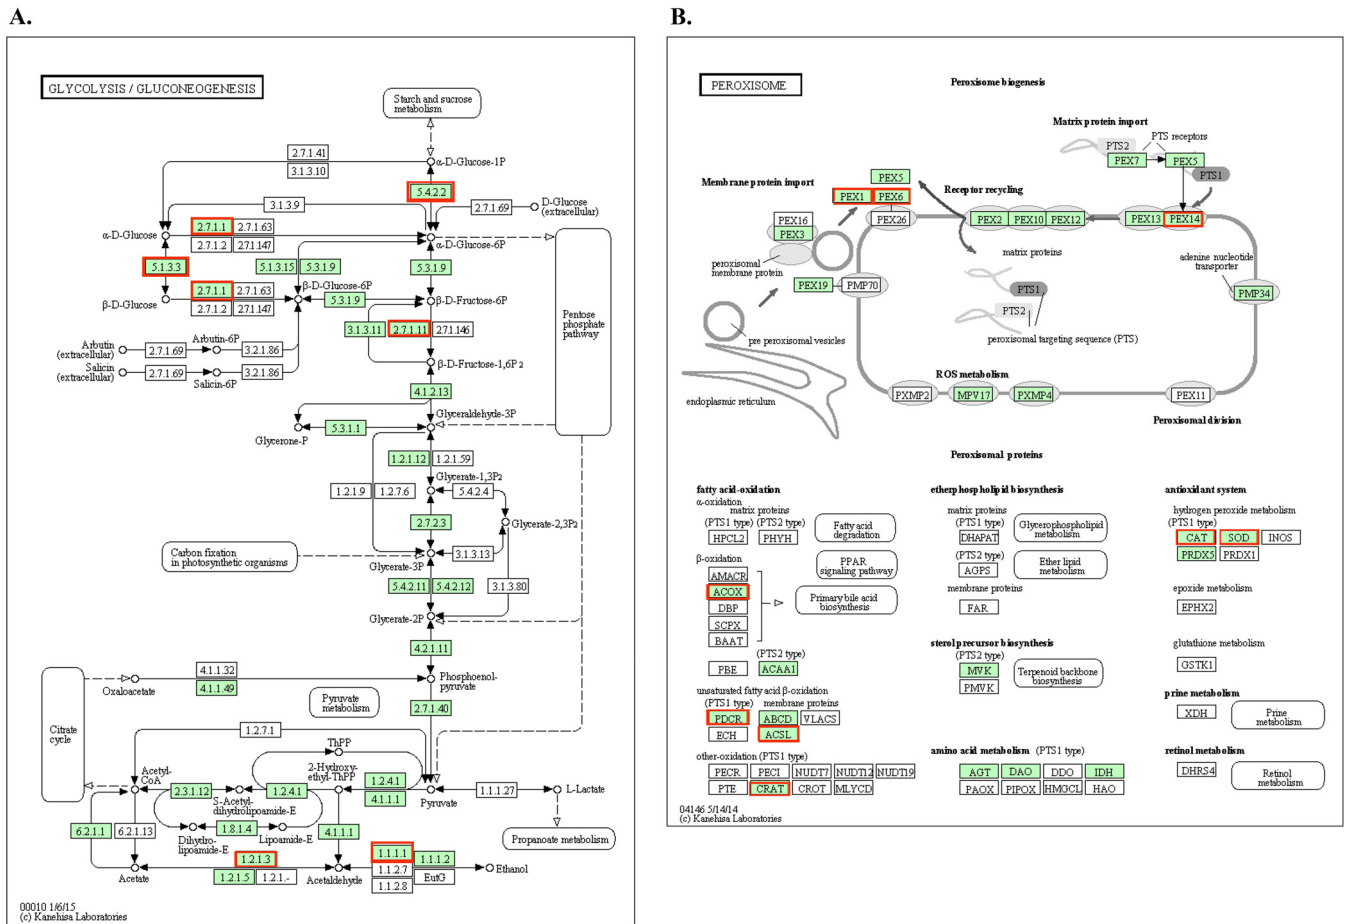 A.
GLYCOLYSIS / GLUCONEOGENESIS
Starch and sucrose
metabolism
2.7.1.41
3.1.3.10
α-D-Glucose-1P
5.4.2.2
3.1.3.9
2.7.1.69
D-Glucose
(extracellular)
α-D-Glucose
2.7.1.1
2.7.1.63
2.7.1.2
2.7.1.147
α-D-Glucose-6P
5.1.3.3
5.1.3.15
5.3.1.9
5.3.1.9
β-D-Glucose-6P
2.7.1.1
2.7.1.63
β-D-Glucose
2.7.1.2
2.7.1.147
5.3.1.9
β-D-Fructose-6P
Pentose
phosphate
pathway
3.1.3.11
2.7.1.11
2.7.1.146
Arbutin
(extracellular)
2.7.1.69
Arbutin-6P
3.2.1.86
Salicin
(extracellular)
2.7.1.69
Salicin-6P
3.2.1.86
β-D-Fructose-1,6P2
4.1.2.13
Glyceraldehyde-3P
Glycerone-P
5.3.1.1
1.2.1.12
1.2.1.59
Glycerate-1,3P2
1.2.1.9
1.2.7.6
5.4.2.4
2.7.2.3
Glycerate-2,3P2
Carbon fixation
in photosynthetic organisms
3.1.3.13
Glycerate-3P
5.4.2.11
5.4.2.12
3.1.3.80
Glycerate-2P
4.2.1.11
4.1.1.32
Oxaloacetate
4.1.1.49
Phosphoenol-
pyruvate
Pyruvate
metabolism
2.7.1.40
Citrate
cycle
1.2.7.1
ThPP
Acetyl-
CoA
2-Hydroxy-
ethyl-ThPP
2.3.1.12
1.2.4.1
1.2.4.1
4.1.1.1
S-Acetyl-
dihydrolipoamide-E
Pyruvate
1.1.1.27
L-Lactate
6.2.1.1
6.2.1.13
1.8.1.4
Dihydro-
lipoamide-E
Lipoamide-E
4.1.1.1
Propanoate metabolism
1.2.1.3
1.1.1.1
1.1.1.2
Acetate
Acetaldehyde
1.1.2.7
EutG
Ethanol
1.2.1.5
1.2.1.-
1.1.2.8
00010 1/6/15
(c) Kanehisa Laboratories
B.
PEROXISOME
Peroxisome biogenesis
Matrix protein import
PTS2
PTS receptors
PEX7
PEX5
PTS1
Membrane protein import
PEX5
PEX1
PEX6
Receptor recycling
PEX16
PEX3
PEX26
PEX2
PEX10
PEX12
PEX13
PEX14
peroxisomal
membrane protein
matrix proteins
adenine nucleotide
transporter
PEX19
PMP70
PTS1
PMP34
PTS2
pre peroxisomal vesicles
peroxisomal targeting sequence (PTS)
ROS metabolism
endoplasmic reticulum
PXMP2
MPV17
PXMP4
PEX11
Peroxisomal division
Peroxisomal proteins
fatty acid-oxidation
α-oxidation
matrix proteins
(PTS1 type)
(PTS2 type)
HPCL2
PHYH
Fatty acid
degradation
β-oxidation
AMACR
ACOX
DBP
SCPX
BAAT
PPAR
signaling pathway
Primary bile acid
biosynthesis
(PTS2 type)
PBE
ACAA1
unsaturated fatty acid β-oxidation
(PTS1 type)
membrane proteins
PDCR
ABCD
VLACS
ECH
ACSL
other-oxidation (PTS1 type)
PECR
PECI
NUDT7
NUDT12
NUDT19
PTE
CRAT
CROT
MLYCD
etherphospholipid biosynthesis
matrix proteins
(PTS1 type)
DHAPAT
Glycerophospholipid
metabolism
(PTS2 type)
AGPS
Ether lipid
metabolism
membrane proteins
FAR
sterol precursor biosynthesis
(PTS2 type)
MVK
PMVK
Terpenoid backbone
biosynthesis
amino acid metabolism (PTS1 type)
AGT
DAO
DDO
IDH
PAOX
PIPOX
HMGCL
HAO
antioxidant system
hydrogen peroxide metabolism
(PTS1 type)
CAT
SOD
INOS
PRDX5
PRDX1
epoxide metabolism
EPHX2
glutathione metabolism
GSTK1
prine metabolism
XDH
Prine
metabolism
retinol metabolism
DHRS4
Retinol
metabolism
04146 5/14/14
(c) Kanehisa Laboratories